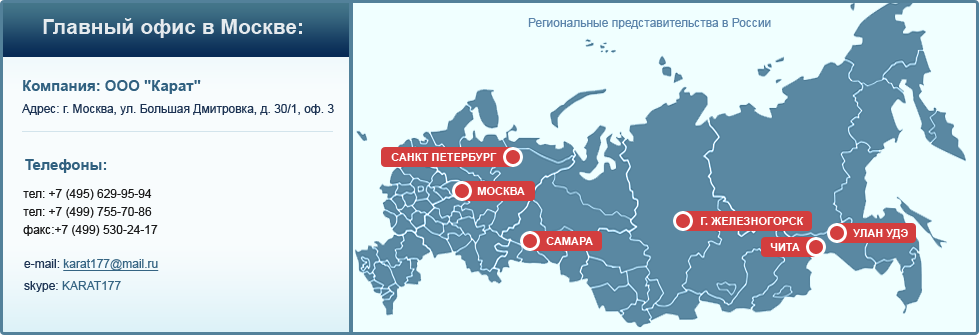 Главный офис в Москве:
Компания: ООО "Карат"
Адрес: г. Москва, ул. Большая Дмитровка, д. 30/1, оф. 3
Телефоны:
тел: +7 (495) 629-95-94
тел: +7 (499) 755-70-86
факс:+7 (499) 530-24-17
e-mail: karat177@mail.ru
skype: KARAT177
Региональные представительства в России
САНКТ ПЕТЕРБУРГ
МОСКВА
САМАРА
Г. ЖЕЛЕЗНОГОРСК
УЛАН УДЭ
ЧИТА